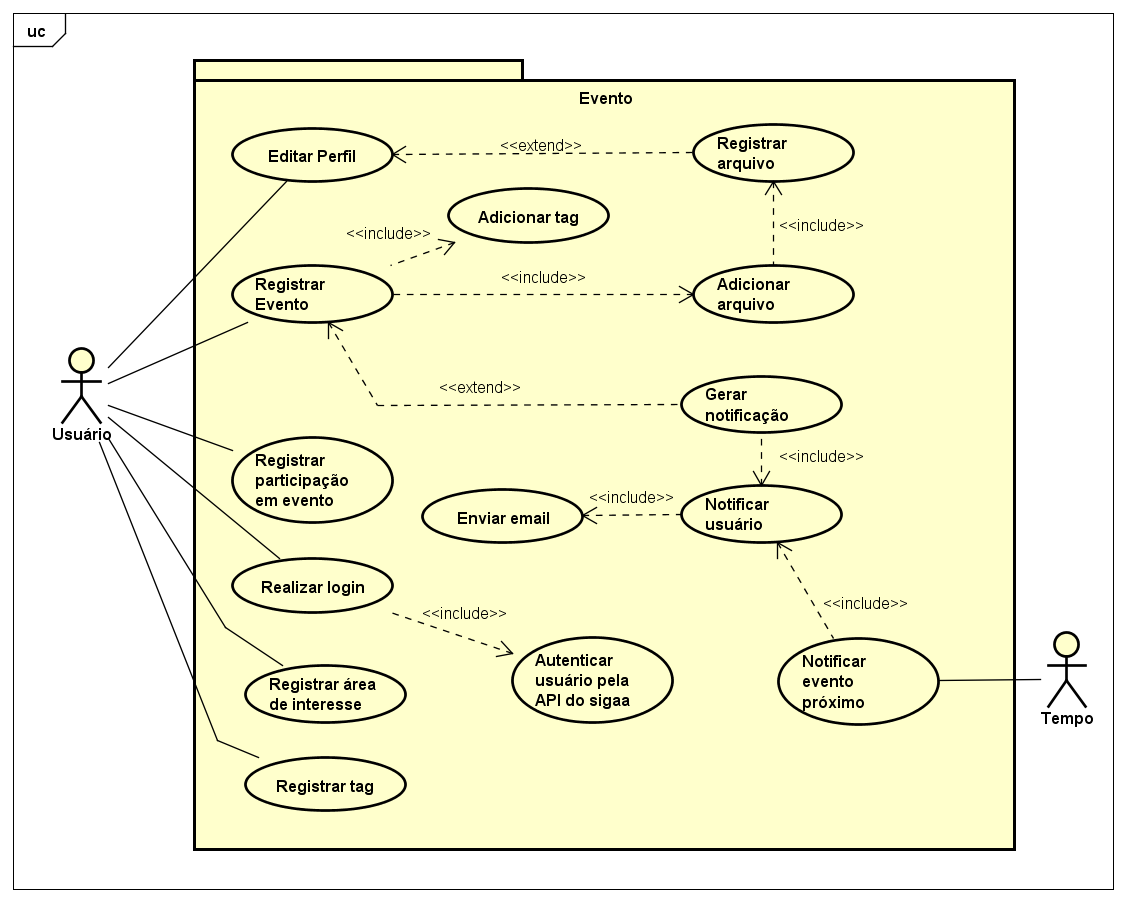 uc
Evento
Editar Perfil
<<extend>>
Registrar
arquivo
Adicionar tag
<<include>>
<<include>>
Registrar
Evento
<<include>>
Adicionar
arquivo
<<extend>>
Gerar
notificação
Usuário
<<include>>
Registrar
participação
em evento
Enviar email
<<include>>
Notificar
usuário
Realizar login
<<include>>
<<include>>
Autenticar
usuário pela
API do sigaa
Notificar
evento
próximo
Tempo
Registrar área
de interesse
Registrar tag